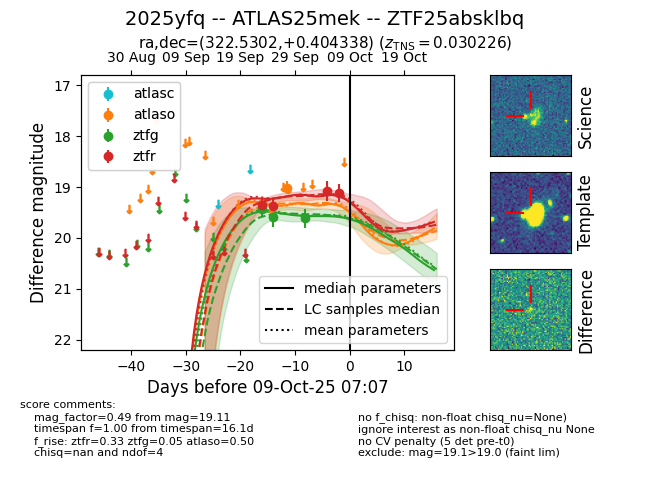 2025yfq -- ATLAS25mek -- ZTF25absklbq
ra,dec=(322.5302,+0.404338) (z_TNS = 0.030226)
30 Aug 09 Sep 19 Sep 29 Sep 09 Oct 19 Oct
17
18
19
20
21
22
Difference magnitude
atlasc
atlaso
ztfg
ztfr
median parameters
LC samples median
mean parameters
−40 −30 −20 −10 0 10
Days before 09-Oct-25 07:07
Science
Template
Difference
score comments:
mag_factor=0.49 from mag=19.11
timespan f=1.00 from timespan=16.1d
f_rise: ztfr=0.33 ztfg=0.05 atlaso=0.50
chisq=nan and ndof=4
no f_chisq: non-float chisq_nu=None)
ignore interest as non-float chisq_nu None
no CV penalty (5 det pre-t0)
exclude: mag=19.1>19.0 (faint lim)